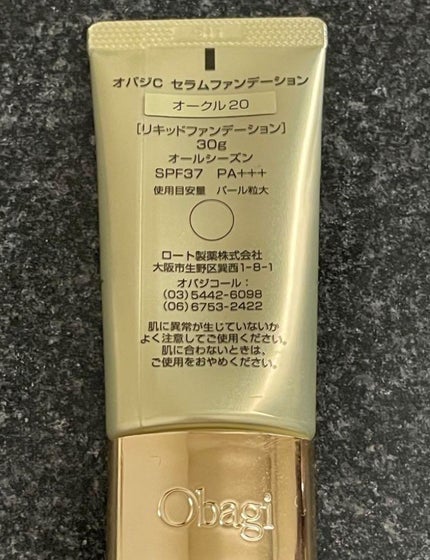 オバジC セラムファンデーション
オークル20
[リキッドファンデーション]
30g
オールシーズン
SPF37 PA+++
使用目安量 パール粒大
ロート製薬株式会社
大阪市生野区巽西1-8-1
オバジコール：
(03)5442-6098
(06)6753-2422
肌に異常が生じていないか
よく注意してご使用ください。
肌に合わないときは、
ご使用をおやめください。
Obagi